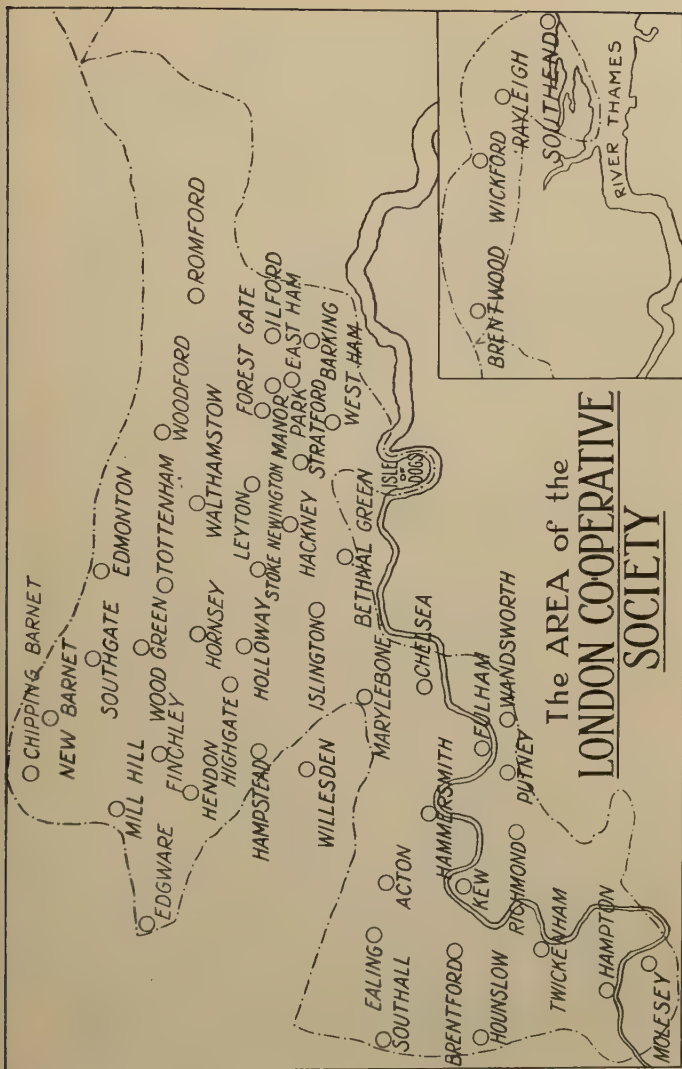 CHIPPING BARNET
NEW BARNET
SOUTHGATE
EDMONTON
MILL HILL
WOOD GREEN
TOTTENHAM
WOODFORD
ROMFORD
EDGWARE
FINCHLEY
HENDON
HIGHGATE
HORNSEY
WALTHAMSTOW
HAMPSTEAD
HOLLOWAY
LEYTON
STOKE NEWINGTON
FOREST GATE
MANOR
PARK
ILFORD
EAST HAM
WILLESDEN
ISLINGTON
HACKNEY
STRATFORD
BARKING
WEST HAM
MARYLEBONE
BETHNAL GREEN
ISLE
OF
DOGS
EALING
SOUTHALL
ACTON
CHELSEA
HAMMERSMITH
FULHAM
WANDSWORTH
PUTNEY
BRENTFORD
KEW
HOUNSLOW
RICHMOND
TWICKENHAM
HAMPTON
MOLESEY
BRENTWOOD
WICKFORD
RAYLEIGH
SOUTHEND
RIVER THAMES
The AREA of the
LONDON CO-OPERATIVE
SOCIETY